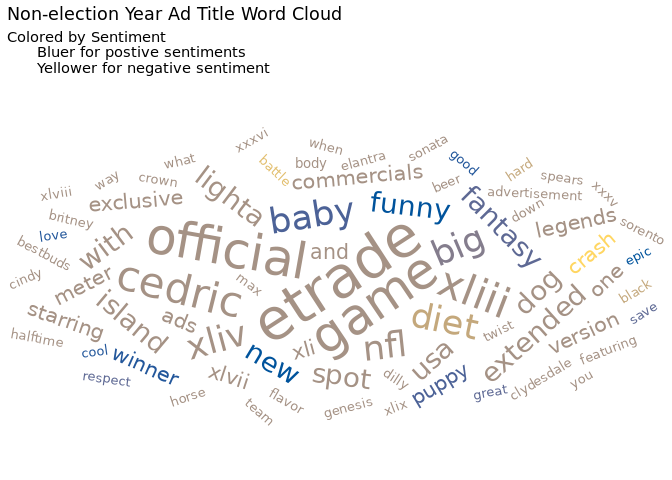 Non-election Year Ad Title Word Cloud
Colored by Sentiment
Bluer for postive sentiments
Yellower for negative sentiment
xxxvi
when
sonata
what
battle
body
elantra
good
hard
way
crown
lighta
commercials
beer
spears
xlviii
exclusive
advertisement
xxxv
britney
baby
funny
fantasy
down
legends
sorento
love
with
official
and
big
crash
epic
bestbuds
cindy
meter
cedric
max
etrade
game
xliii
dog
one
black
starring
island
ads
xliv
xli
nfl
diet
twist
extended
version
save
halftime
cool
winner
new
spot
usa
featuring
respect
xlvii
dilly
puppy
great
clydesdale
you
horse
team
flavor
genesis
xlix